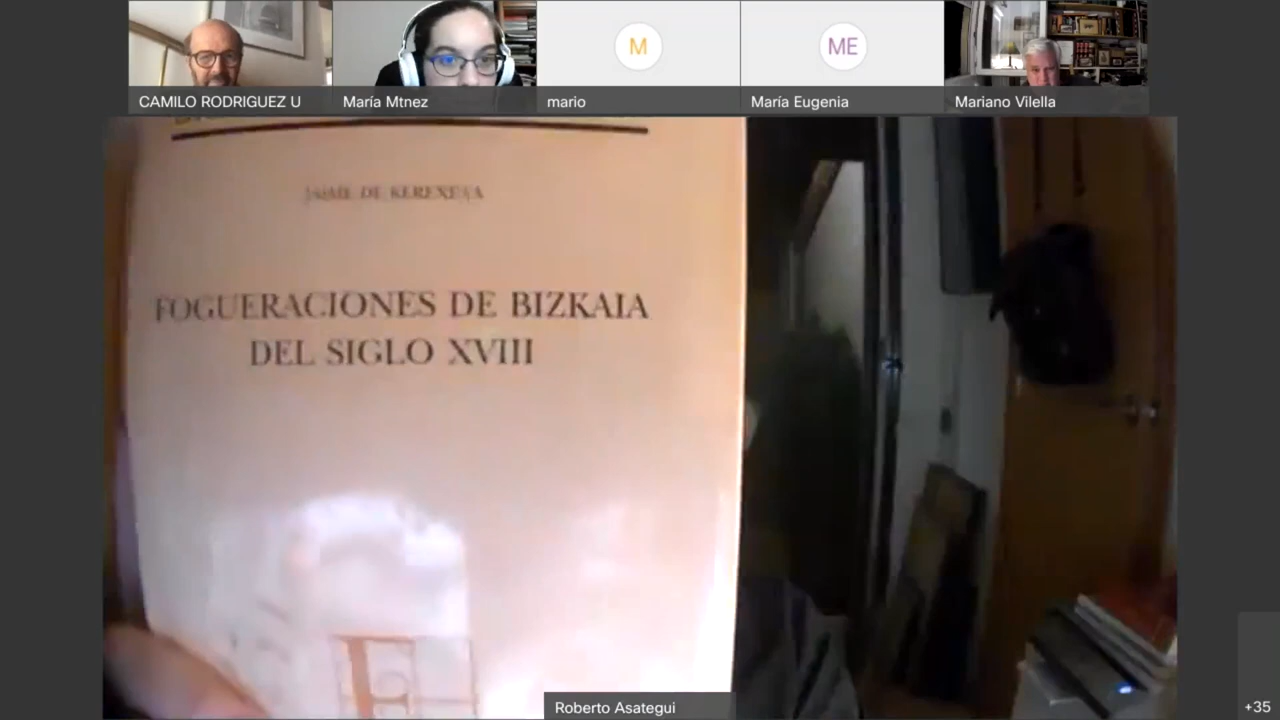 CAMILO RODRIGUEZ U
María Mtnez
M
mario
ME
María Eugenia
Mariano Vilella
JAIME DE KEREXETA
FOGUERACIONES DE BIZKAIA
DEL SIGLO XVIII
Roberto Asategui
+35